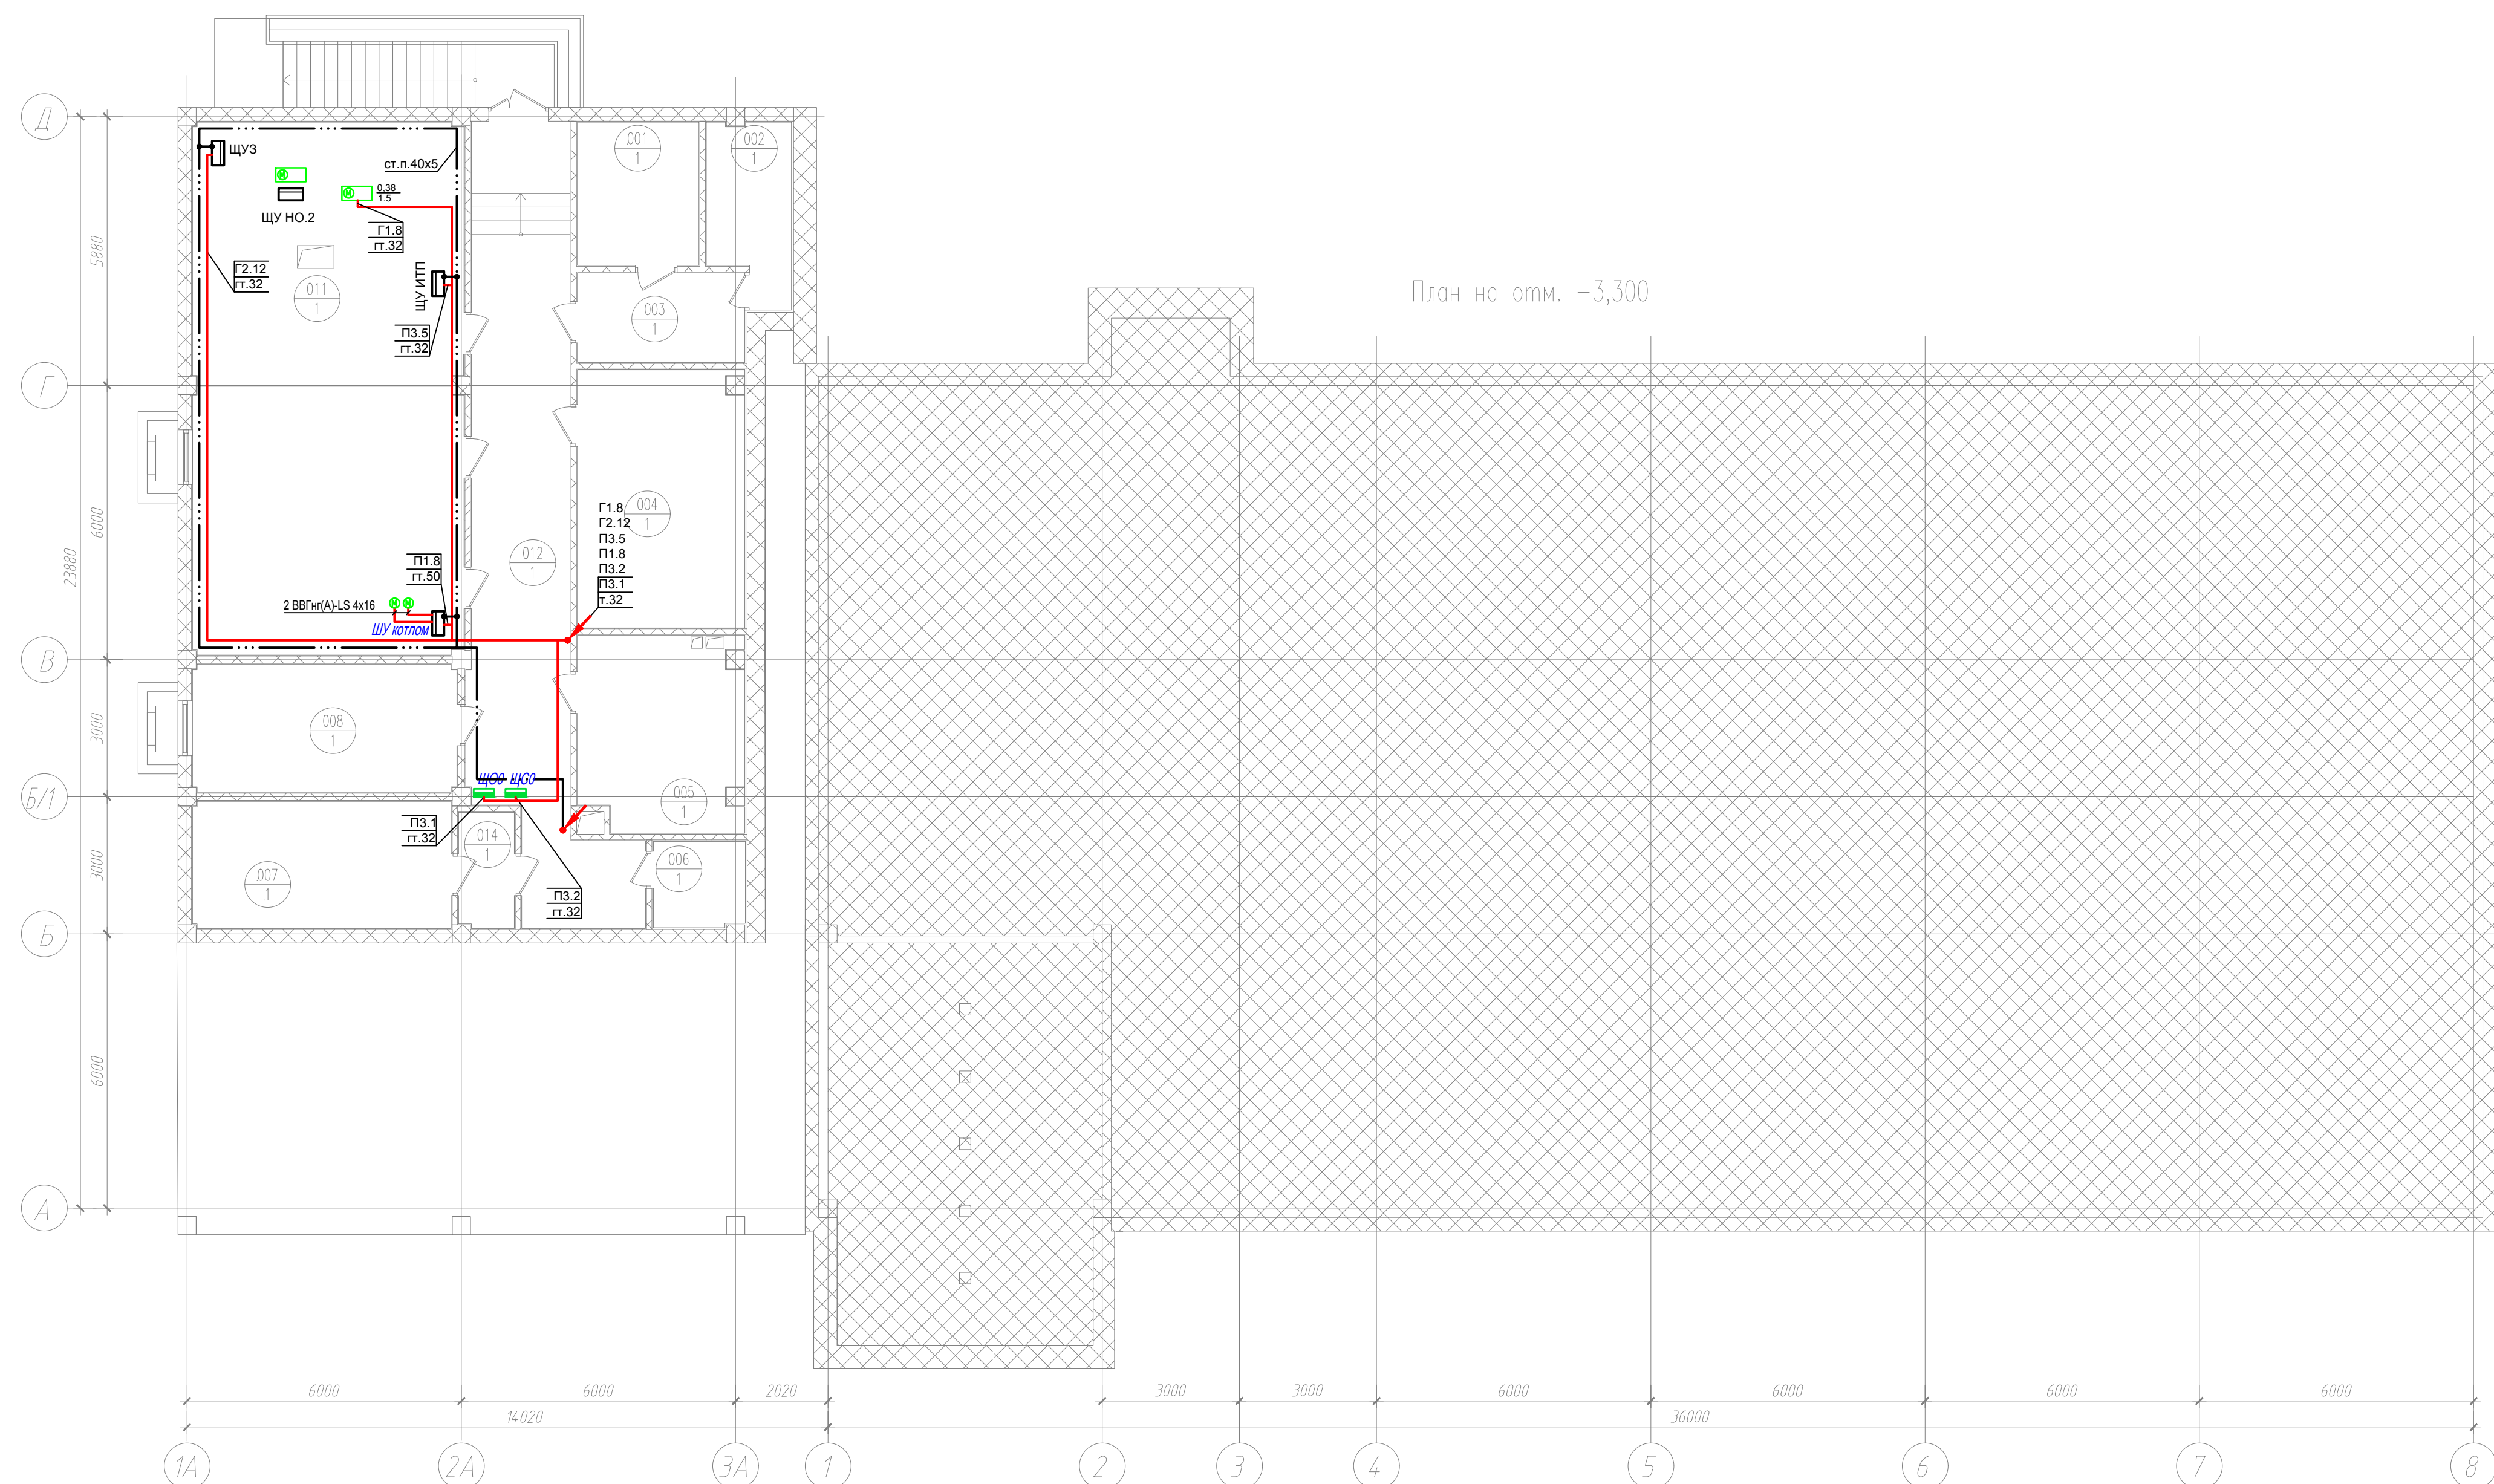 План на отм. -3,300
Д
Г
В
Б/1
Б
А
5880
6000
3000
3000
6000
23880
ЩУЗ
ст.п.40х5
ЩУ НО.2
0.38
1.5
Г1.8
гт.32
Г2.12
гт.32
011
1
ЩУ ИТП
П3.5
гт.32
001
1
002
1
003
1
004
1
012
1
Г1.8
Г2.12
П3.5
П1.8
П3.2
П3.1
т.32
П1.8
гт.50
2 ВВГнг(А)-LS 4х16
М М
ШУ котлом
008
1
ЩО0 ЩС0
005
1
П3.1
гт.32
014
1
006
1
007
.1
П3.2
гт.32
6000 6000 2020 3000 3000 6000 6000 6000 6000
14020 36000
1А 2А 3А 1 2 3 4 5 6 7 8